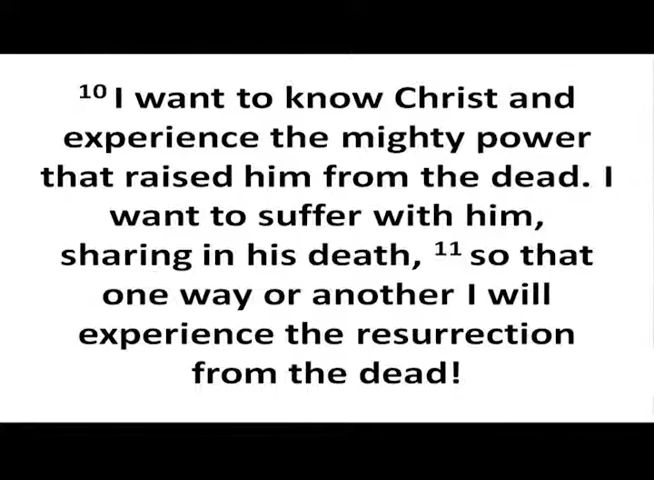 ¹⁰ I want to know Christ and
experience the mighty power
that raised him from the dead. I
want to suffer with him,
sharing in his death, ¹¹ so that
one way or another I will
experience the resurrection
from the dead!